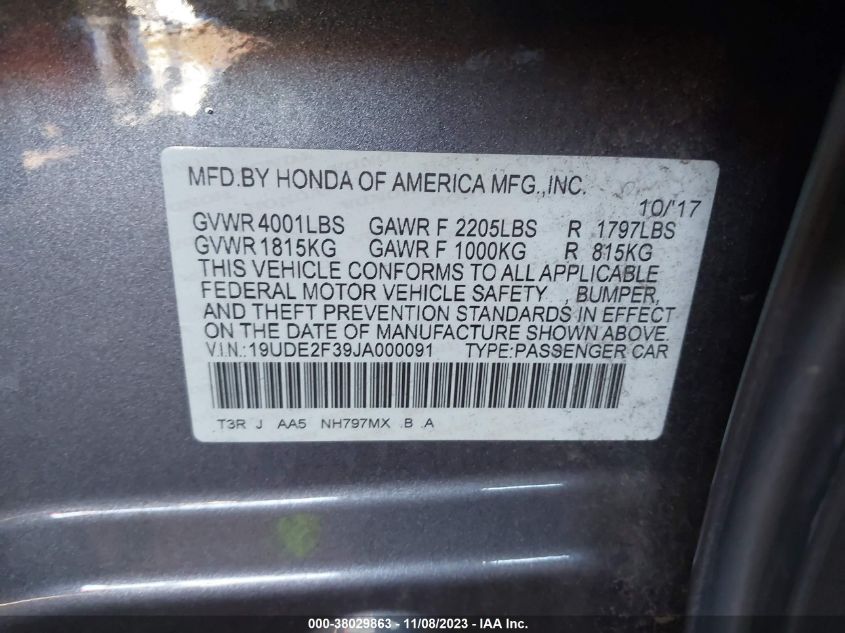 MFD.BY HONDA OF AMERICA MFG.,INC.
10/'17
GVWR 4001LBS GAWR F 2205LBS R 1797LBS
GVWR 1815KG GAWR F 1000KG R 815KG
THIS VEHICLE CONFORMS TO ALL APPLICABLE
FEDERAL MOTOR VEHICLE SAFETY , BUMPER,
AND THEFT PREVENTION STANDARDS IN EFFECT
ON THE DATE OF MANUFACTURE SHOWN ABOVE.
V.I.N.:19UDE2F39JA000091 TYPE:PASSENGER CAR
T3R J AA5 NH797MX B A
000-38029863 - 11/08/2023 - IAA Inc.